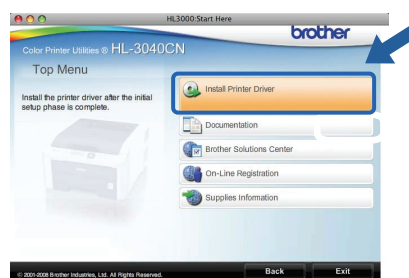 HL3000:Start Here
brother
Color Printer Utilities ® HL-3040CN
Top Menu
Install the printer driver after the initial
setup phase is complete.
Install Printer Driver
Documentation
Brother Solutions Center
On-Line Registration
Supplies Information
© 2001-2008 Brother Industries, Ltd. All Rights Reserved.
Back
Exit